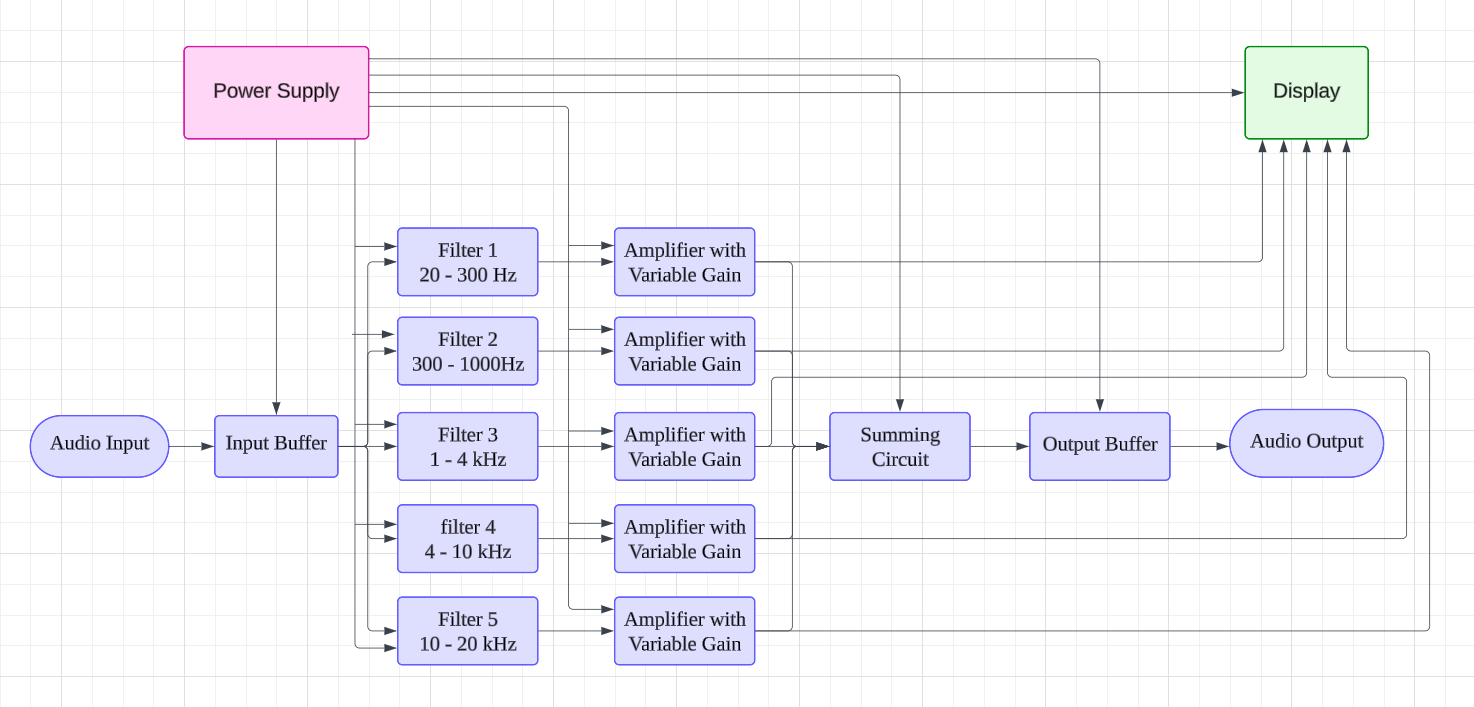 Power Supply
Display
Filter 1
20 - 300 Hz
Amplifier with
Variable Gain
Filter 2
300 - 1000Hz
Amplifier with
Variable Gain
Audio Input
Input Buffer
Filter 3
1 - 4 kHz
Amplifier with
Variable Gain
Summing
Circuit
Output Buffer
Audio Output
filter 4
4 - 10 kHz
Amplifier with
Variable Gain
Filter 5
10 - 20 kHz
Amplifier with
Variable Gain